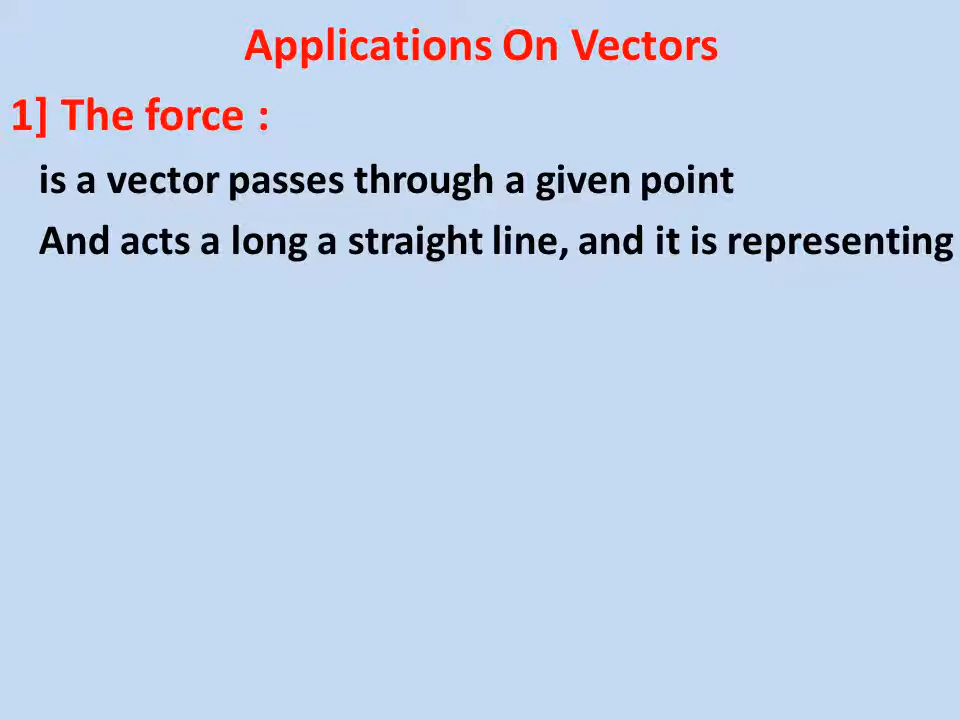 Applications On Vectors
1] The force :
is a vector passes through a given point
And acts a long a straight line, and it is representing